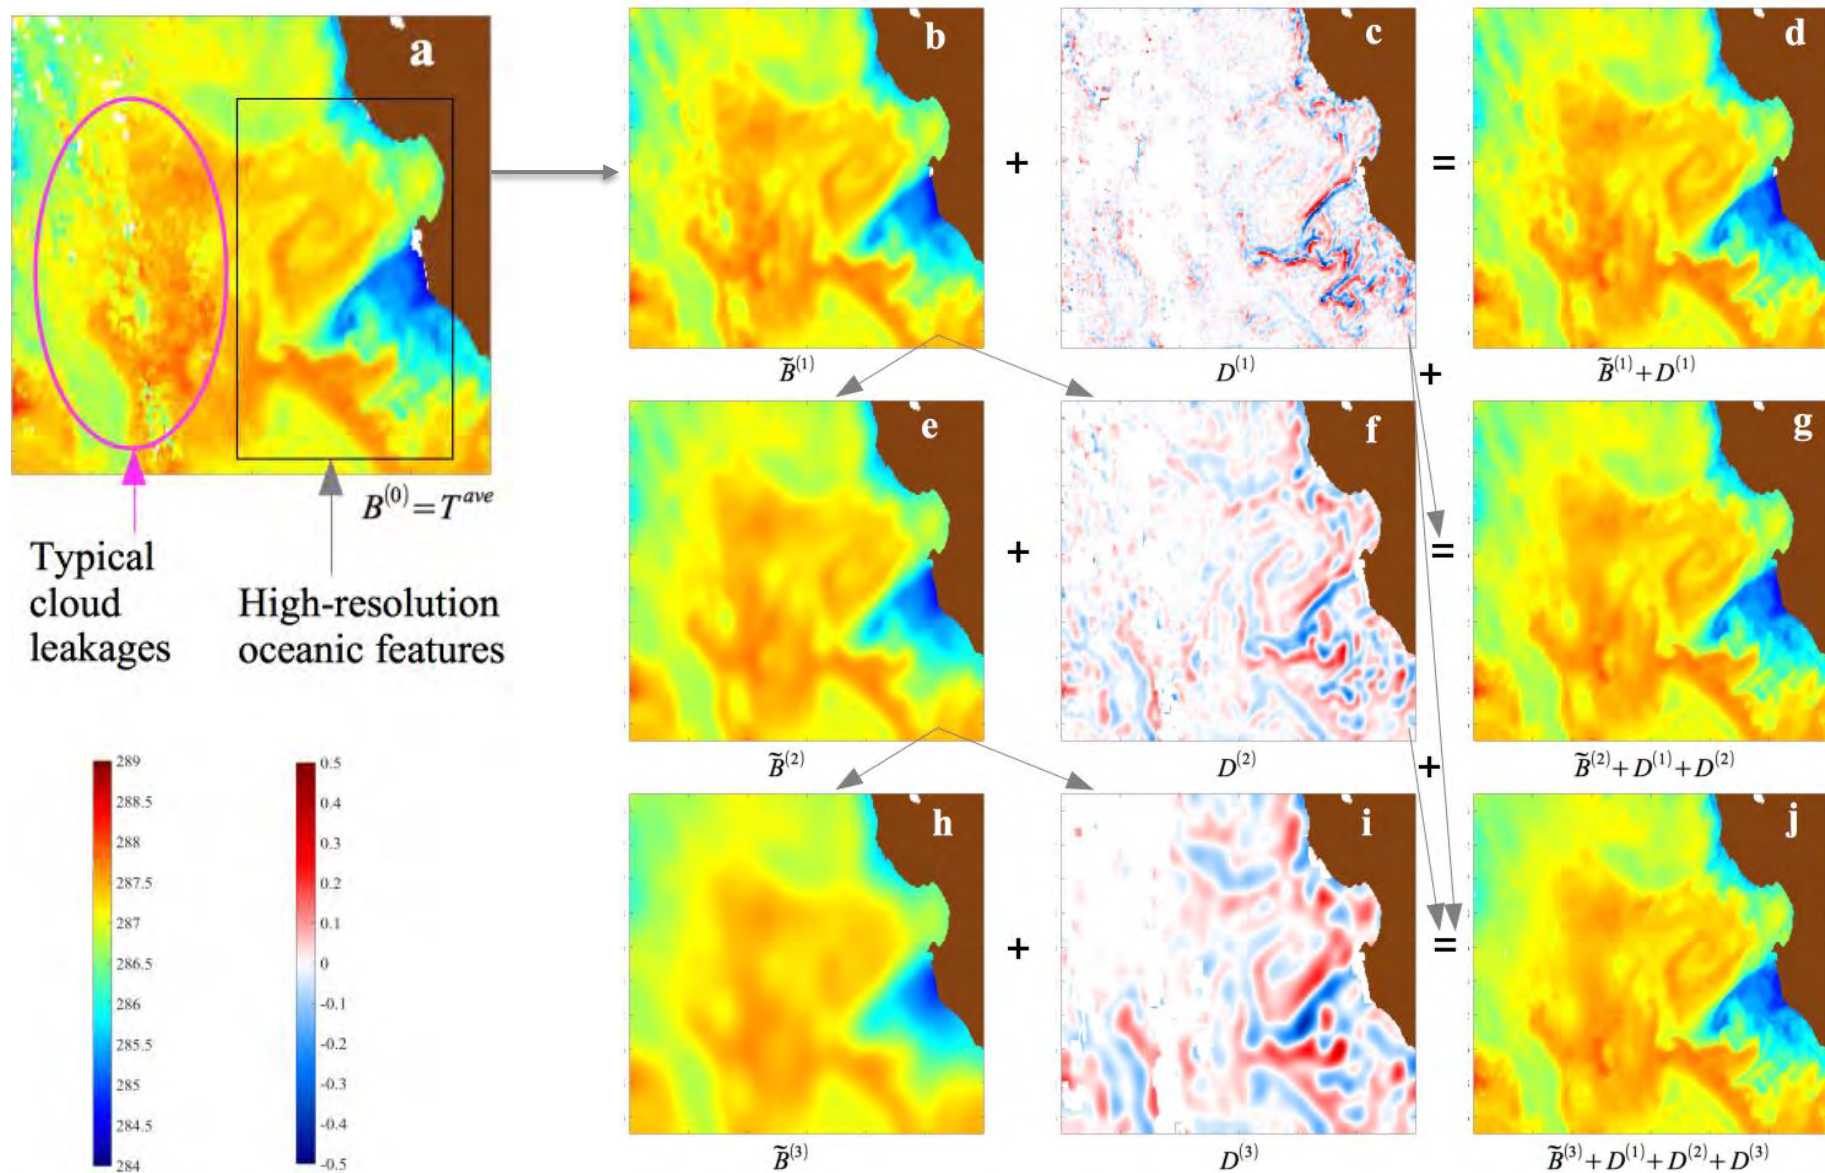 a
B⁽⁰⁾=Tᵃᵛᵉ
Typical
cloud
leakages
High-resolution
oceanic features
289
288.5
288
287.5
287
286.5
286
285.5
285
284.5
284
0.5
0.4
0.3
0.2
0.1
0
-0.1
-0.2
-0.3
-0.4
-0.5
b
+
c
=
d
B̃⁽¹⁾
D⁽¹⁾
+
B̃⁽¹⁾+D⁽¹⁾
e
+
f
=
g
B̃⁽²⁾
D⁽²⁾
+
B̃⁽²⁾+D⁽¹⁾+D⁽²⁾
h
+
i
=
j
B̃⁽³⁾
D⁽³⁾
B̃⁽³⁾+D⁽¹⁾+D⁽²⁾+D⁽³⁾